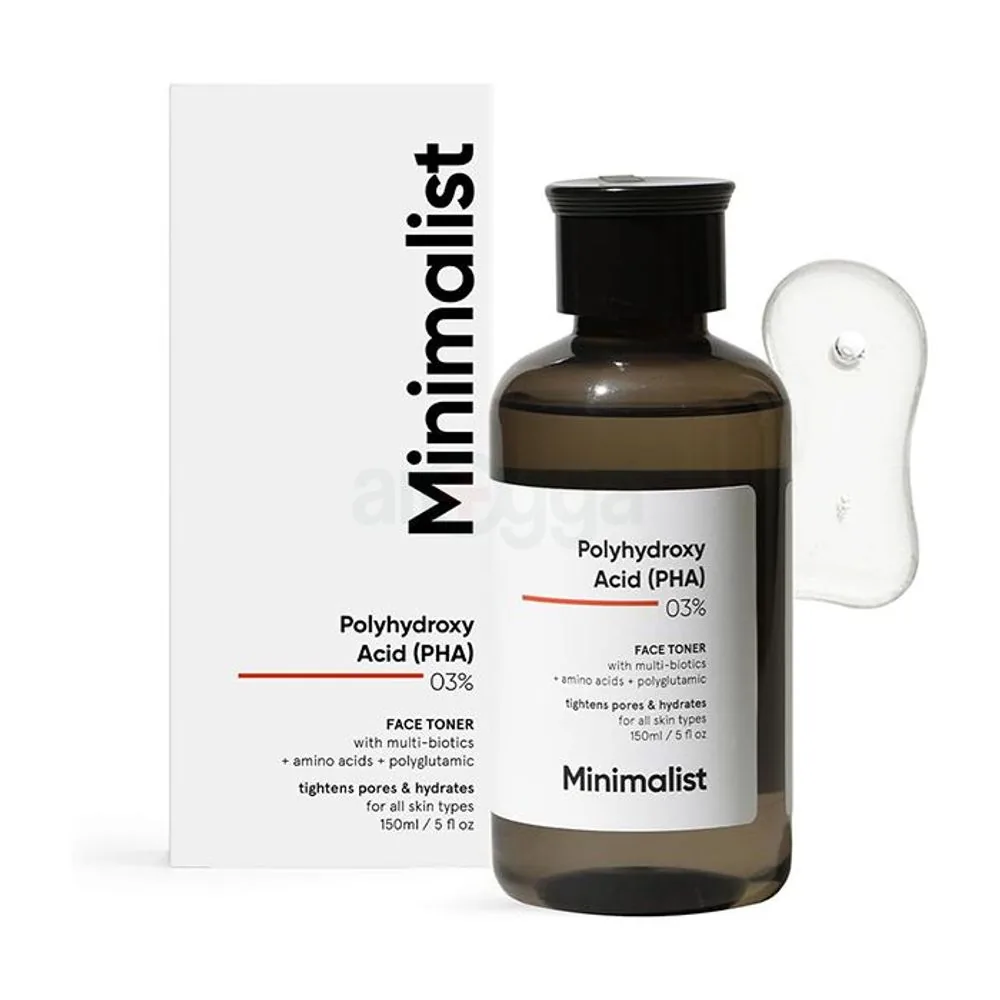 Minimalist
Polyhydroxy
Acid (PHA)
03%
FACE TONER
with multi-biotics
+ amino acids + polyglutamic
tightens pores & hydrates
for all skin types
150ml / 5 fl oz
Polyhydroxy
Acid (PHA)
03%
FACE TONER
with multi-biotics
+ amino acids + polyglutamic
tightens pores & hydrates
for all skin types
150ml / 5 fl oz
Minimalist